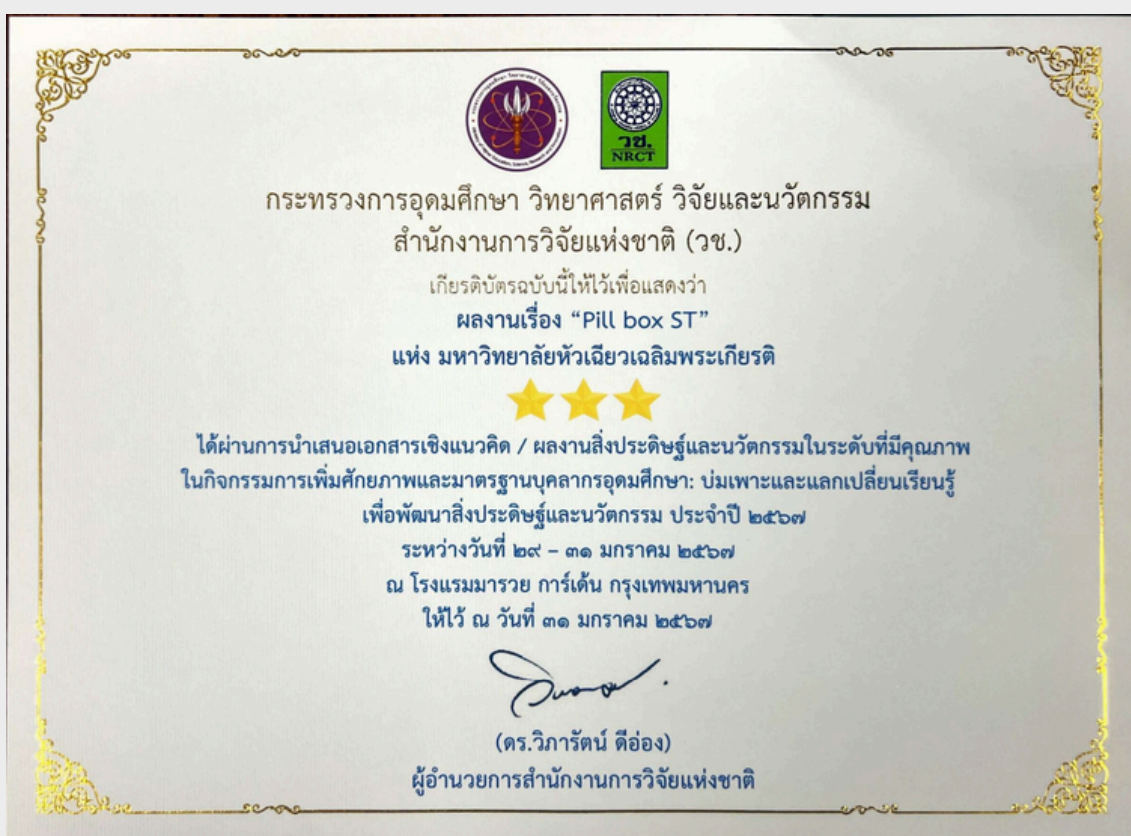 วช.
NRCT
กระทรวงการอุดมศึกษา วิทยาศาสตร์ วิจัยและนวัตกรรม
สำนักงานการวิจัยแห่งชาติ (วช.)
เกียรติบัตรฉบับนี้ให้ไว้เพื่อแสดงว่า
ผลงานเรื่อง “Pill box ST”
แห่ง มหาวิทยาลัยหัวเฉียวเฉลิมพระเกียรติ
ได้ผ่านการนำเสนอเอกสารเชิงแนวคิด / ผลงานสิ่งประดิษฐ์และนวัตกรรมในระดับที่มีคุณภาพ
ในกิจกรรมการเพิ่มศักยภาพและมาตรฐานบุคลากรอุดมศึกษา: บ่มเพาะและแลกเปลี่ยนเรียนรู้
เพื่อพัฒนาสิ่งประดิษฐ์และนวัตกรรม ประจำปี ๒๕๖๗
ระหว่างวันที่ ๒๙ – ๓๑ มกราคม ๒๕๖๗
ณ โรงแรมมารวย การ์เด้น กรุงเทพมหานคร
ให้ไว้ ณ วันที่ ๓๑ มกราคม ๒๕๖๗
(ดร.วิภารัตน์ ดีอ่อง)
ผู้อำนวยการสำนักงานการวิจัยแห่งชาติ